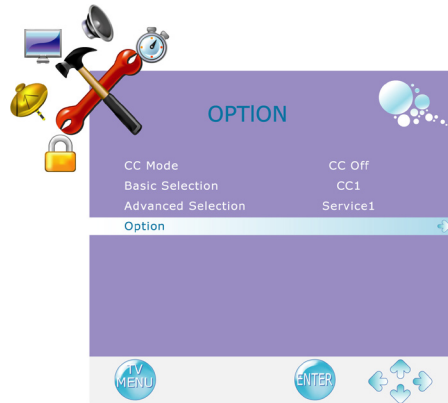 OPTION
CC Mode CC Off
Basic Selection CC1
Advanced Selection Service1
Option
TV MENU ENTER